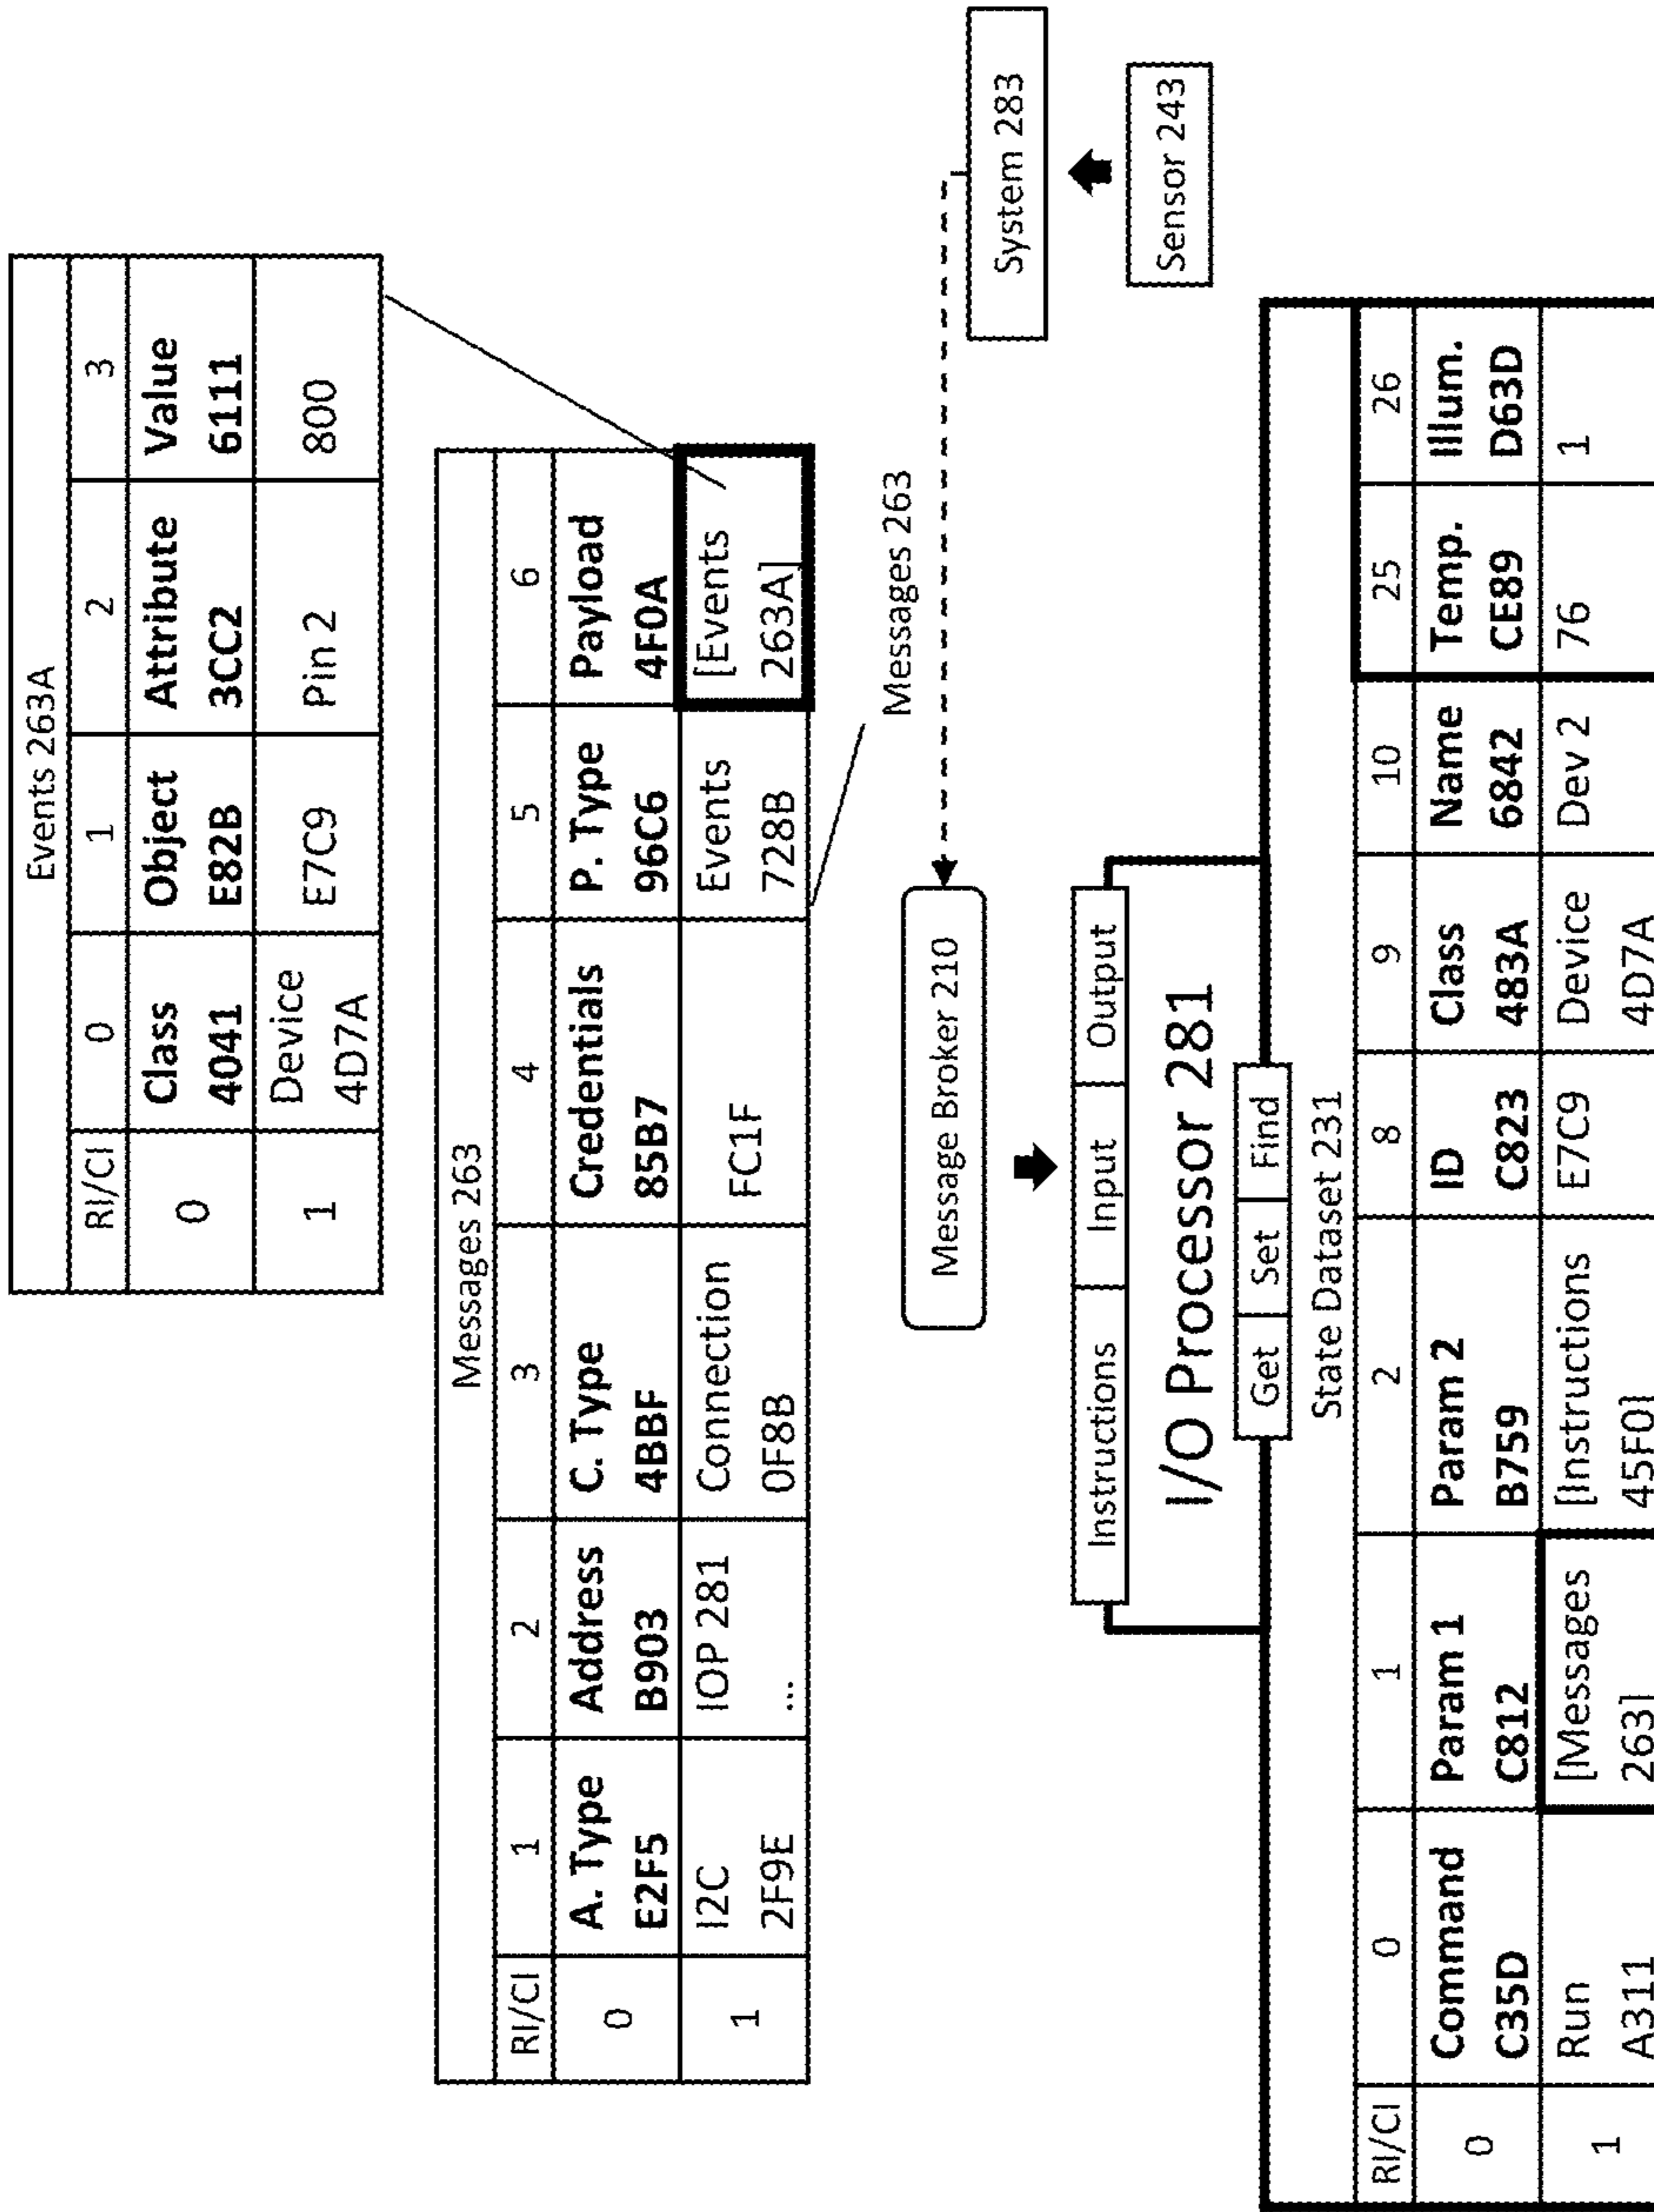 Events 263A
RI/CI 0 1 2 3
0 Class 4041 Object E82B Attribute 3CC2 Value 6111
1 Device 4D7A E7C9 Pin 2 800
Messages 263
RI/CI 1 2 3 4 5 6
0 A. Type E2F5 Address B903 C. Type 4BBF Credentials 85B7 P. Type 96C6 Payload 4F0A
1 I2C 2F9E IOP 281 ... Connection 0F8B FC1F Events 728B [Events 263A]
Messages 263
Message Broker 210
System 283
Sensor 243
Instructions Input Output
I/O Processor 281
Get Set Find
State Dataset 231
RI/CI 0 1 2 8 9 10 25 26
0 Command C35D Param 1 C812 Param 2 B759 ID C823 Class 483A Name 6842 Temp. CE89 Illum. D63D
1 Run A311 [Messages 263] [Instructions 45F0] E7C9 Device 4D7A Dev 2 76 1